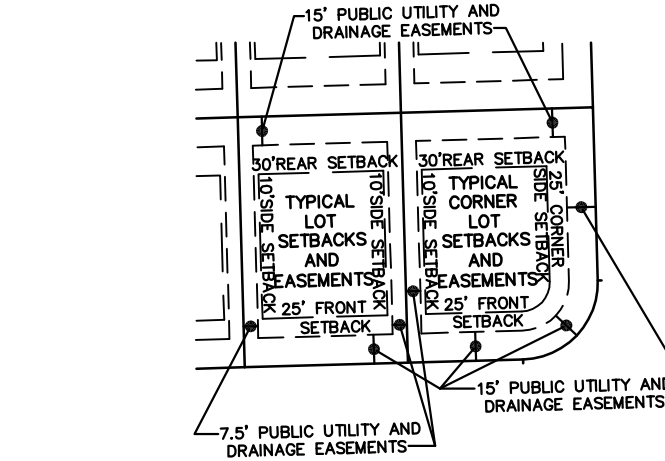 15' PUBLIC UTILITY AND
DRAINAGE EASEMENTS
30'REAR SETBACK
10'SIDE SETBACK
TYPICAL
LOT
SETBACKS
AND
EASEMENTS
10'SIDE SETBACK
25' FRONT
SETBACK
30'REAR SETBACK
10'SIDE SETBACK
TYPICAL
CORNER
LOT
SETBACKS
AND
EASEMENTS
25' CORNER
SIDE SETBACK
25' FRONT
SETBACK
15' PUBLIC UTILITY AND
DRAINAGE EASEMENTS
7.5' PUBLIC UTILITY AND
DRAINAGE EASEMENTS